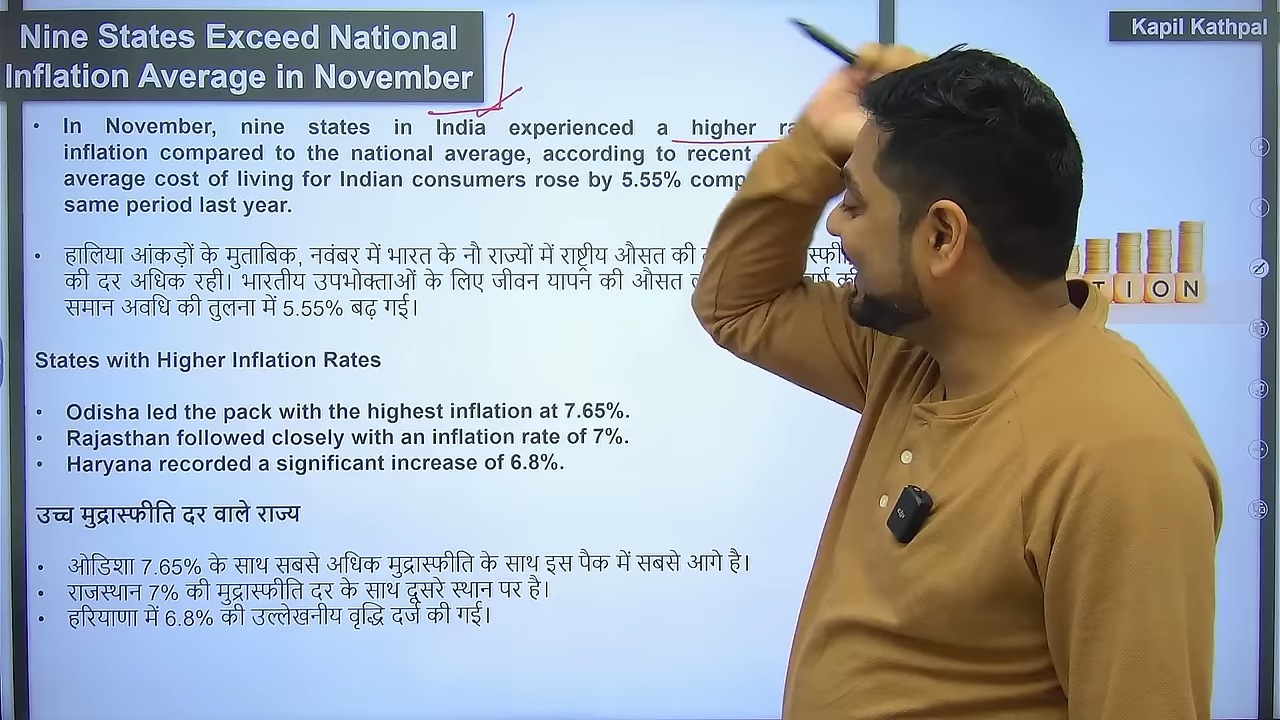 Nine States Exceed National
Inflation Average in November
Kapil Kathpal
• In November, nine states in India experienced a higher
inflation compared to the national average, according to recent
average cost of living for Indian consumers rose by 5.55%
same period last year.
• हालिया आंकड़ों के मुताबिक, नवंबर में भारत के नौ राज्यों में राष्ट्रीय औसत की
की दर अधिक रही। भारतीय उपभोक्ताओं के लिए जीवन यापन की औसत
समान अवधि की तुलना में 5.55% बढ़ गई।
TION
States with Higher Inflation Rates
• Odisha led the pack with the highest inflation at 7.65%.
• Rajasthan followed closely with an inflation rate of 7%.
• Haryana recorded a significant increase of 6.8%.
उच्च मुद्रास्फीति दर वाले राज्य
• ओडिशा 7.65% के साथ सबसे अधिक मुद्रास्फीति के साथ इस पैक में सबसे आगे है।
• राजस्थान 7% की मुद्रास्फीति दर के साथ दूसरे स्थान पर है।
• हरियाणा में 6.8% की उल्लेखनीय वृद्धि दर्ज की गई।